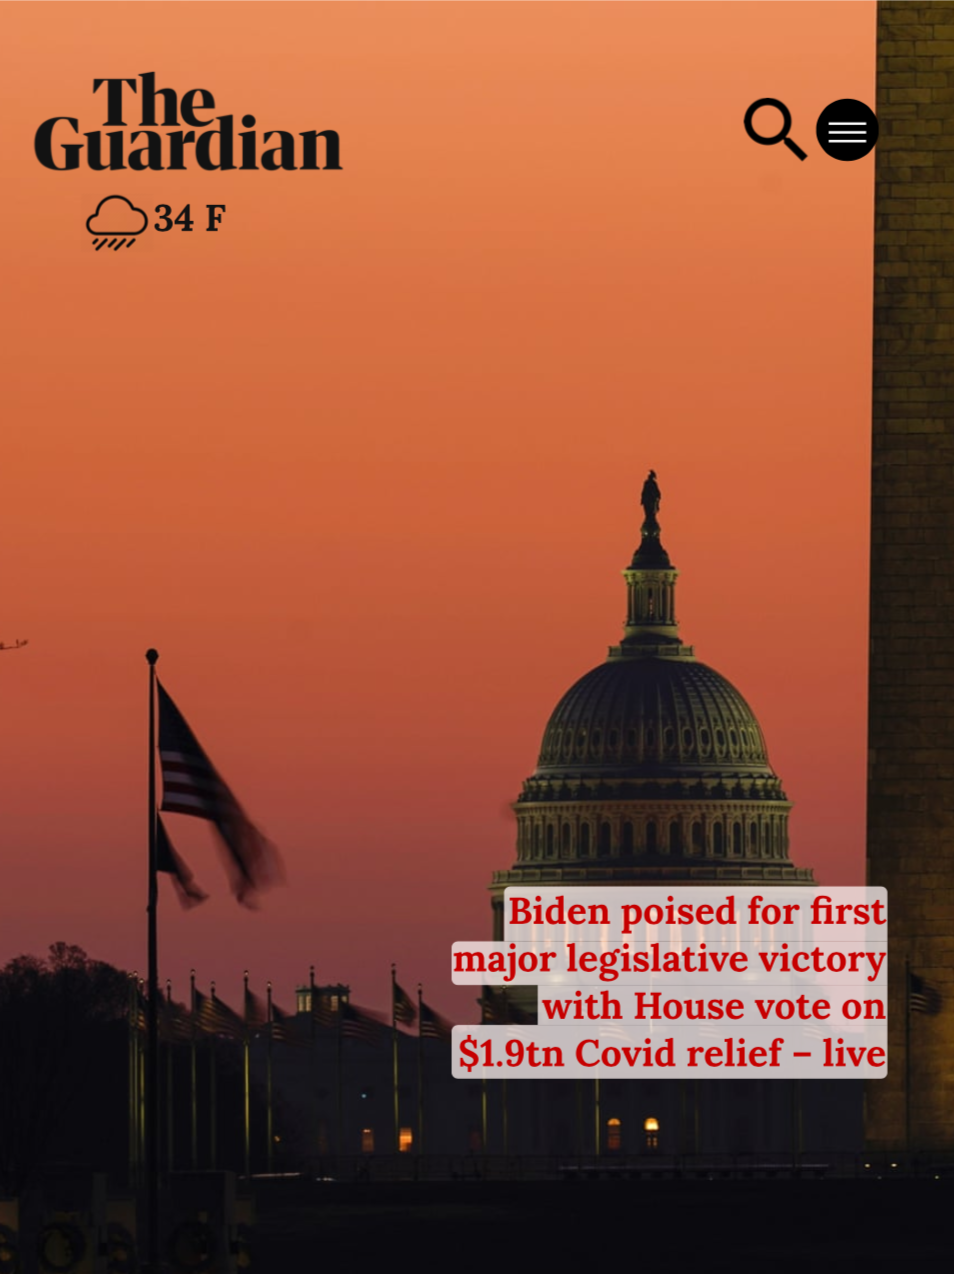 The
Guardian
34 F
Biden poised for first
major legislative victory
with House vote on
$1.9tn Covid relief – live